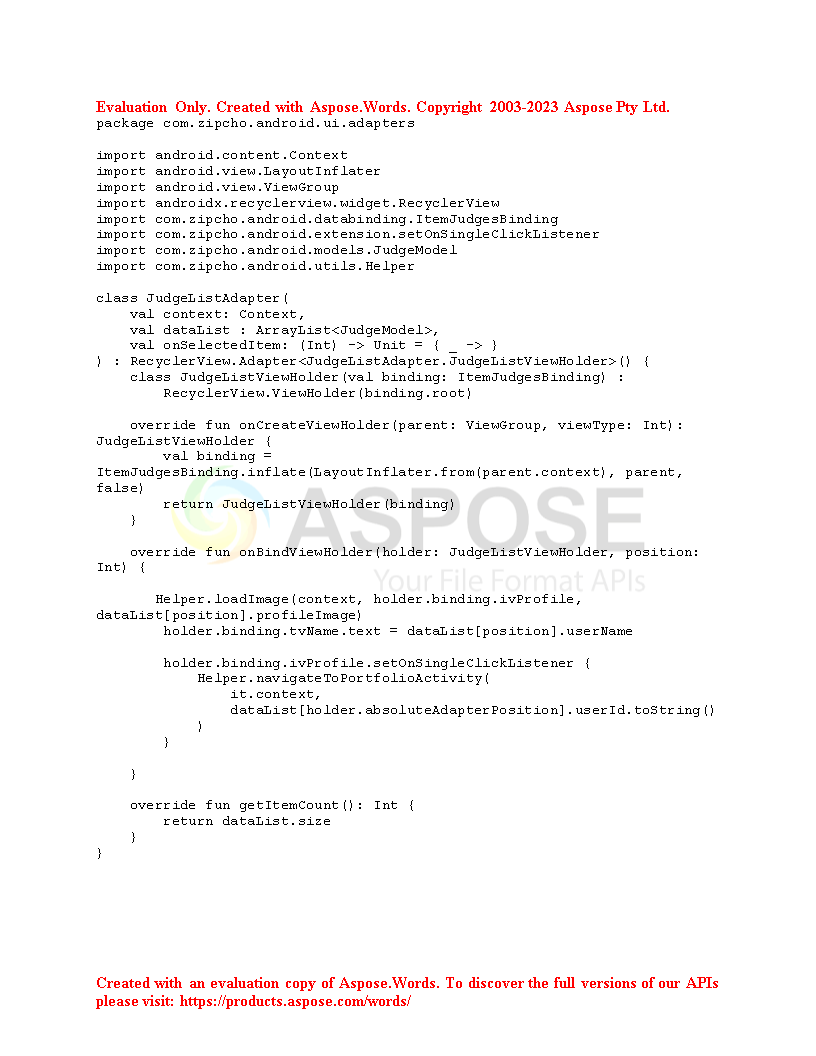 Evaluation Only. Created with Aspose.Words. Copyright 2003-2023 Aspose Pty Ltd.
package com.zipcho.android.ui.adapters

import android.content.Context
import android.view.LayoutInflater
import android.view.ViewGroup
import androidx.recyclerview.widget.RecyclerView
import com.zipcho.android.databinding.ItemJudgesBinding
import com.zipcho.android.extension.setOnSingleClickListener
import com.zipcho.android.models.JudgeModel
import com.zipcho.android.utils.Helper

class JudgeListAdapter(
    val context: Context,
    val dataList : ArrayList<JudgeModel>,
    val onSelectedItem: (Int) -> Unit = { _ -> }
) : RecyclerView.Adapter<JudgeListAdapter.JudgeListViewHolder>() {
    class JudgeListViewHolder(val binding: ItemJudgesBinding) :
        RecyclerView.ViewHolder(binding.root)

    override fun onCreateViewHolder(parent: ViewGroup, viewType: Int):
JudgeListViewHolder {
        val binding =
ItemJudgesBinding.inflate(LayoutInflater.from(parent.context), parent,
false)
        return JudgeListViewHolder(binding)
    }
ASPOSE

    override fun onBindViewHolder(holder: JudgeListViewHolder, position:
Int) {
Your File Format APIs

       Helper.loadImage(context, holder.binding.ivProfile,
dataList[position].profileImage)
        holder.binding.tvName.text = dataList[position].userName

        holder.binding.ivProfile.setOnSingleClickListener {
            Helper.navigateToPortfolioActivity(
                it.context,
                dataList[holder.absoluteAdapterPosition].userId.toString()
            )
        }

    }

    override fun getItemCount(): Int {
        return dataList.size
    }
}

Created with an evaluation copy of Aspose.Words. To discover the full versions of our APIs
please visit: https://products.aspose.com/words/